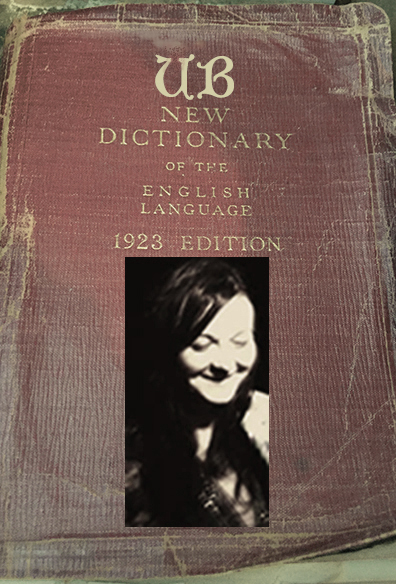 UB
NEW
DICTIONARY
OF THE
ENGLISH
LANGUAGE
1923 EDITION